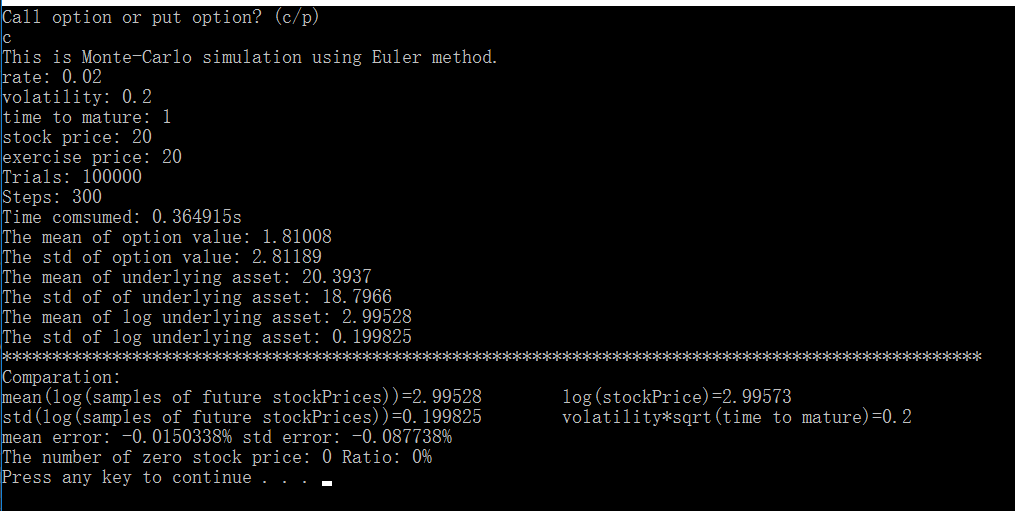 Call option or put option? (c/p)
c
This is Monte-Carlo simulation using Euler method.
rate: 0.02
volatility: 0.2
time to mature: 1
stock price: 20
exercise price: 20
Trials: 100000
Steps: 300
Time comsumed: 0.364915s
The mean of option value: 1.81008
The std of option value: 2.81189
The mean of underlying asset: 20.3937
The std of of underlying asset: 18.7966
The mean of log underlying asset: 2.99528
The std of log underlying asset: 0.199825
**************************************************************************************************
Comparation:
mean(log(samples of future stockPrices))=2.99528 log(stockPrice)=2.99573
std(log(samples of future stockPrices))=0.199825 volatility*sqrt(time to mature)=0.2
mean error: -0.0150338% std error: -0.087738%
The number of zero stock price: 0 Ratio: 0%
Press any key to continue . . .